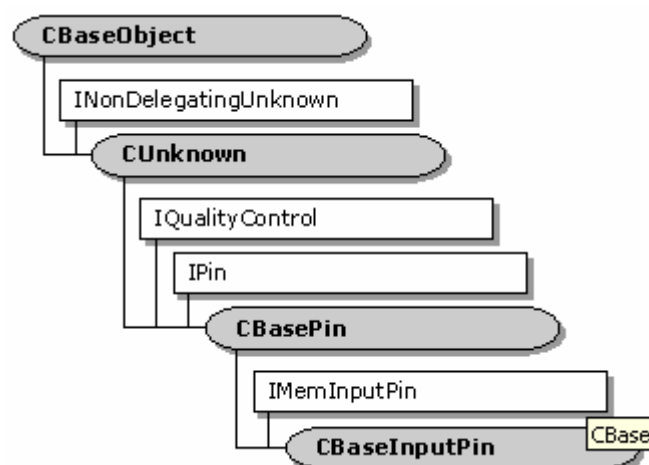 CBaseObject
INonDelegatingUnknown
CUnknown
IQualityControl
IPin
CBasePin
IMemInputPin
CBase
CBaseInputPin